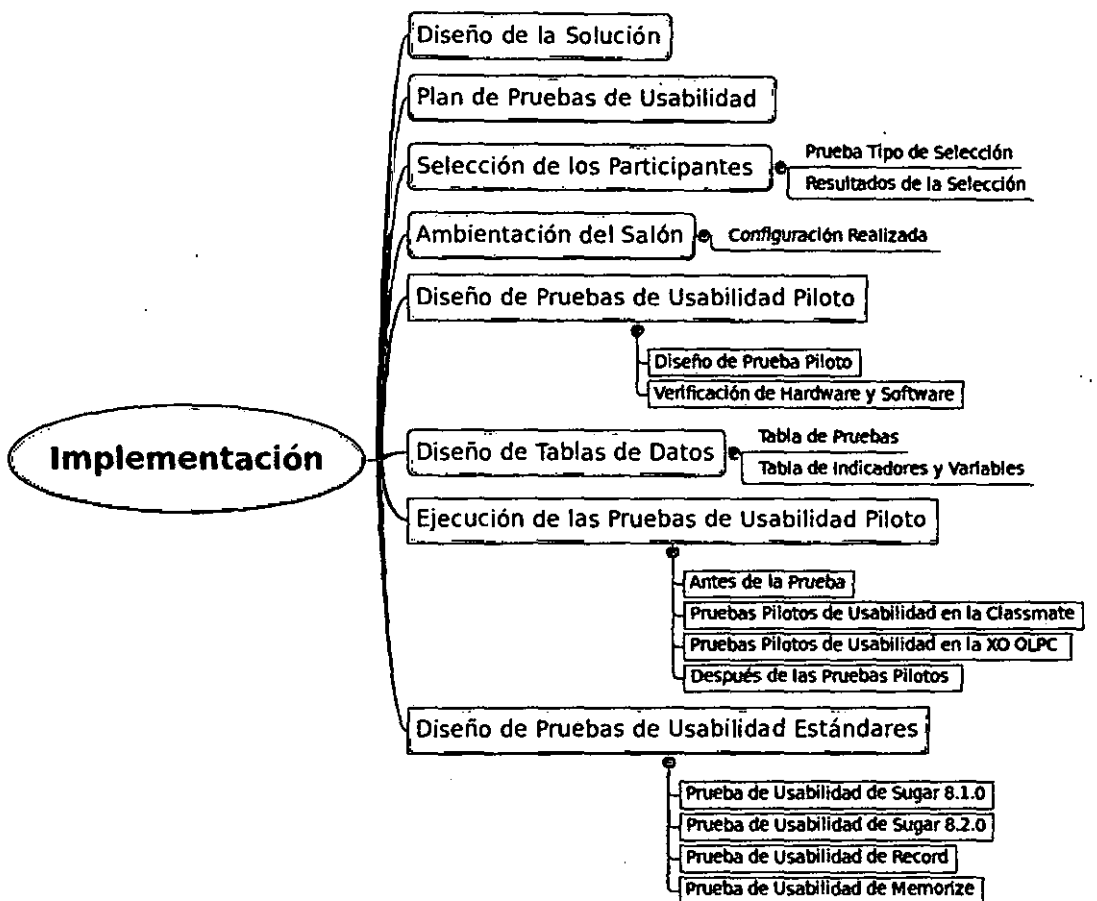 Diseño de la Solución
Plan de Pruebas de Usabilidad
Selección de los Participantes
Prueba Tipo de Selección
Resultados de la Selección
Ambientación del Salón
Configuración Realizada
Diseño de Pruebas de Usabilidad Piloto
Diseño de Prueba Piloto
Verificación de Hardware y Software
Implementación
Diseño de Tablas de Datos
Tabla de Pruebas
Tabla de Indicadores y Variables
Ejecución de las Pruebas de Usabilidad Piloto
Antes de la Prueba
Pruebas Pilotos de Usabilidad en la Classmate
Pruebas Pilotos de Usabilidad en la XO OLPC
Después de las Pruebas Pilotos
Diseño de Pruebas de Usabilidad Estándares
Prueba de Usabilidad de Sugar 8.1.0
Prueba de Usabilidad de Sugar 8.2.0
Prueba de Usabilidad de Record
Prueba de Usabilidad de Memorize